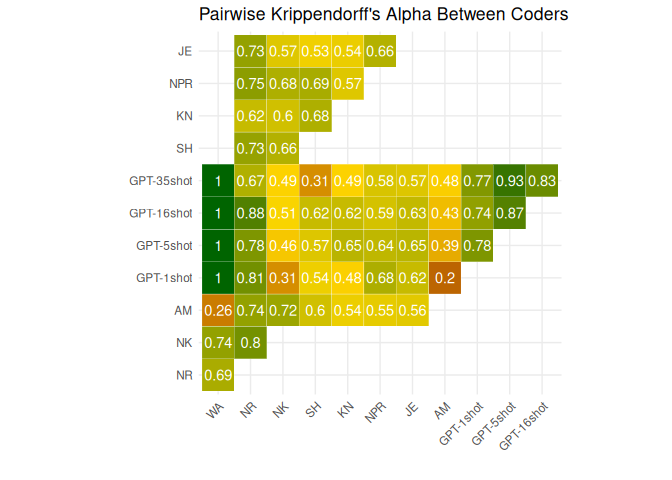 Pairwise Krippendorff's Alpha Between Coders
JE 0.73 0.57 0.53 0.54 0.66
NPR 0.75 0.68 0.69 0.57
KN 0.62 0.6 0.68
SH 0.73 0.66
GPT-35shot 1 0.67 0.49 0.31 0.49 0.58 0.57 0.48 0.77 0.93 0.83
GPT-16shot 1 0.88 0.51 0.62 0.62 0.59 0.63 0.43 0.74 0.87
GPT-5shot 1 0.78 0.46 0.57 0.65 0.64 0.65 0.39 0.78
GPT-1shot 1 0.81 0.31 0.54 0.48 0.68 0.62 0.2
AM 0.26 0.74 0.72 0.6 0.54 0.55 0.56
NK 0.74 0.8
NR 0.69
WA NR NK SH KN NPR JE AM GPT-1shot GPT-5shot GPT-16shot